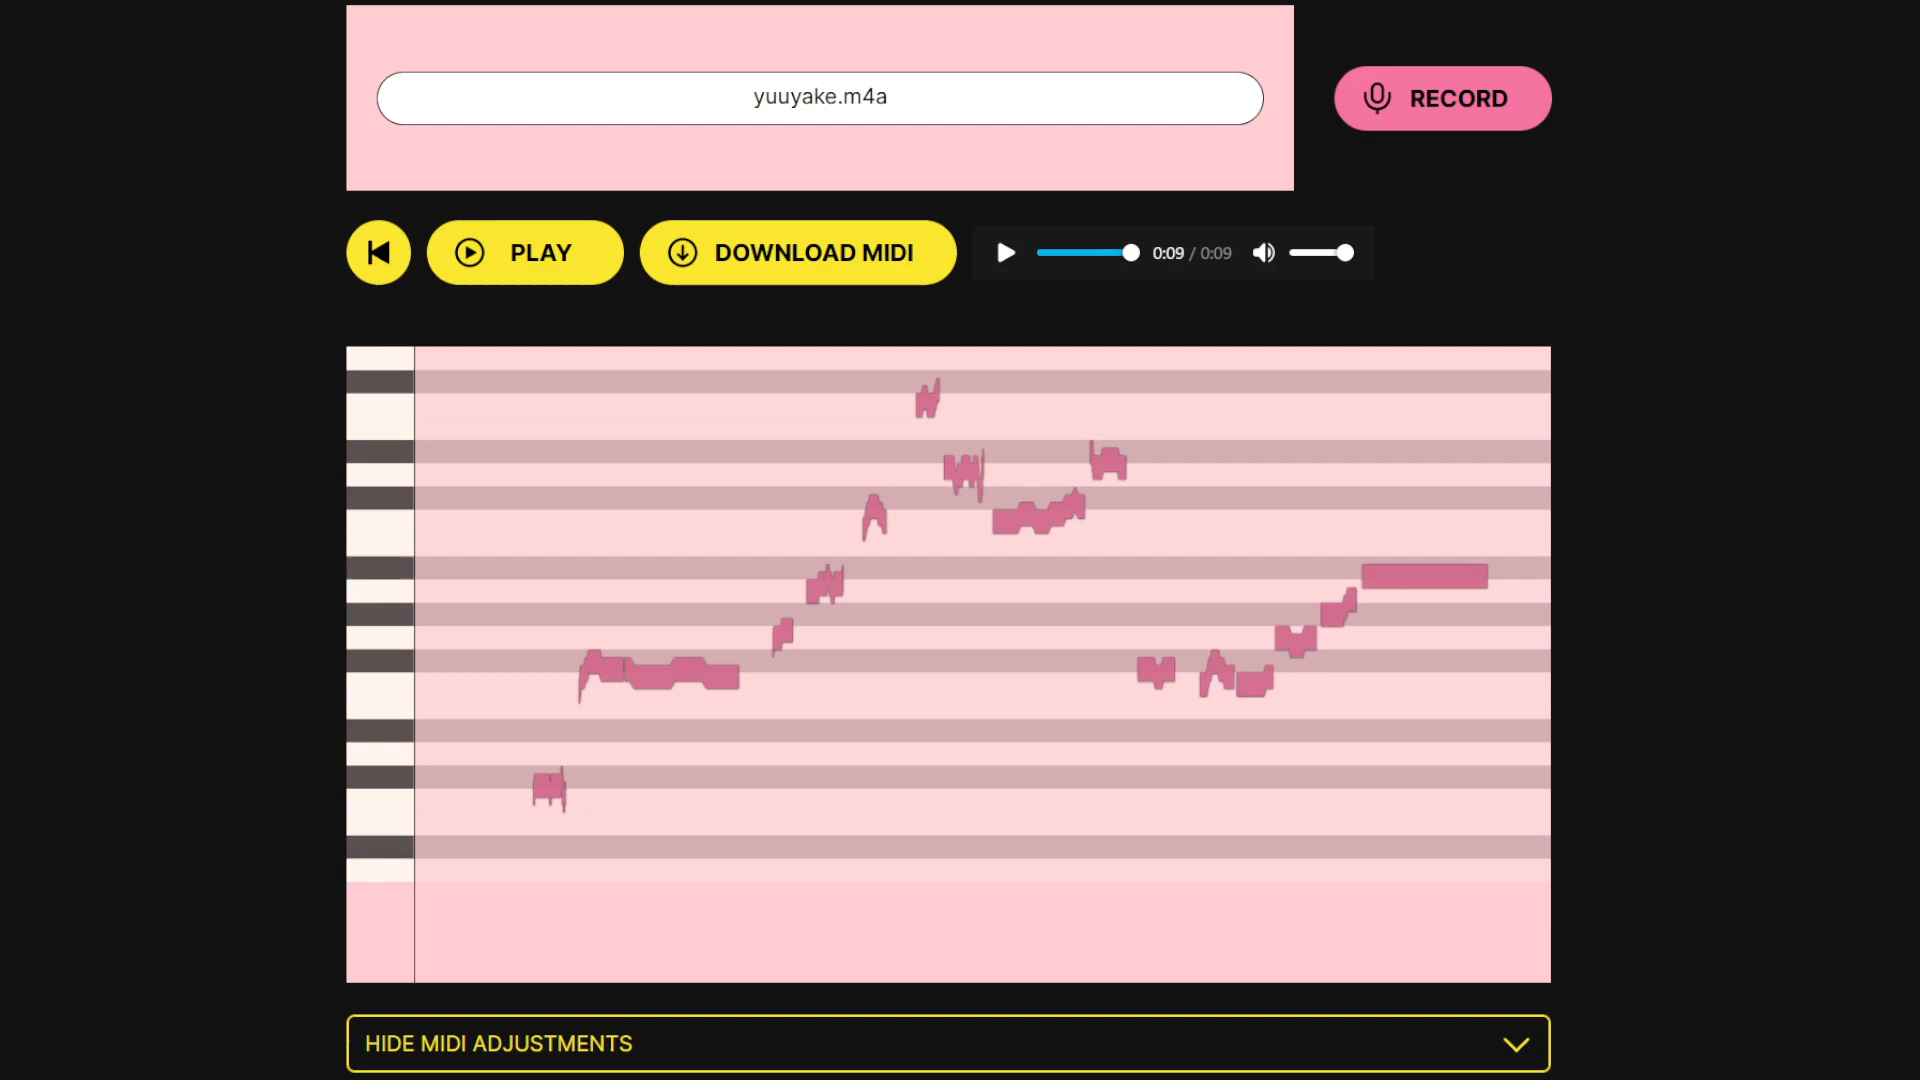 yuuyake.m4a
RECORD
PLAY
DOWNLOAD MIDI
0:09 / 0:09
HIDE MIDI ADJUSTMENTS